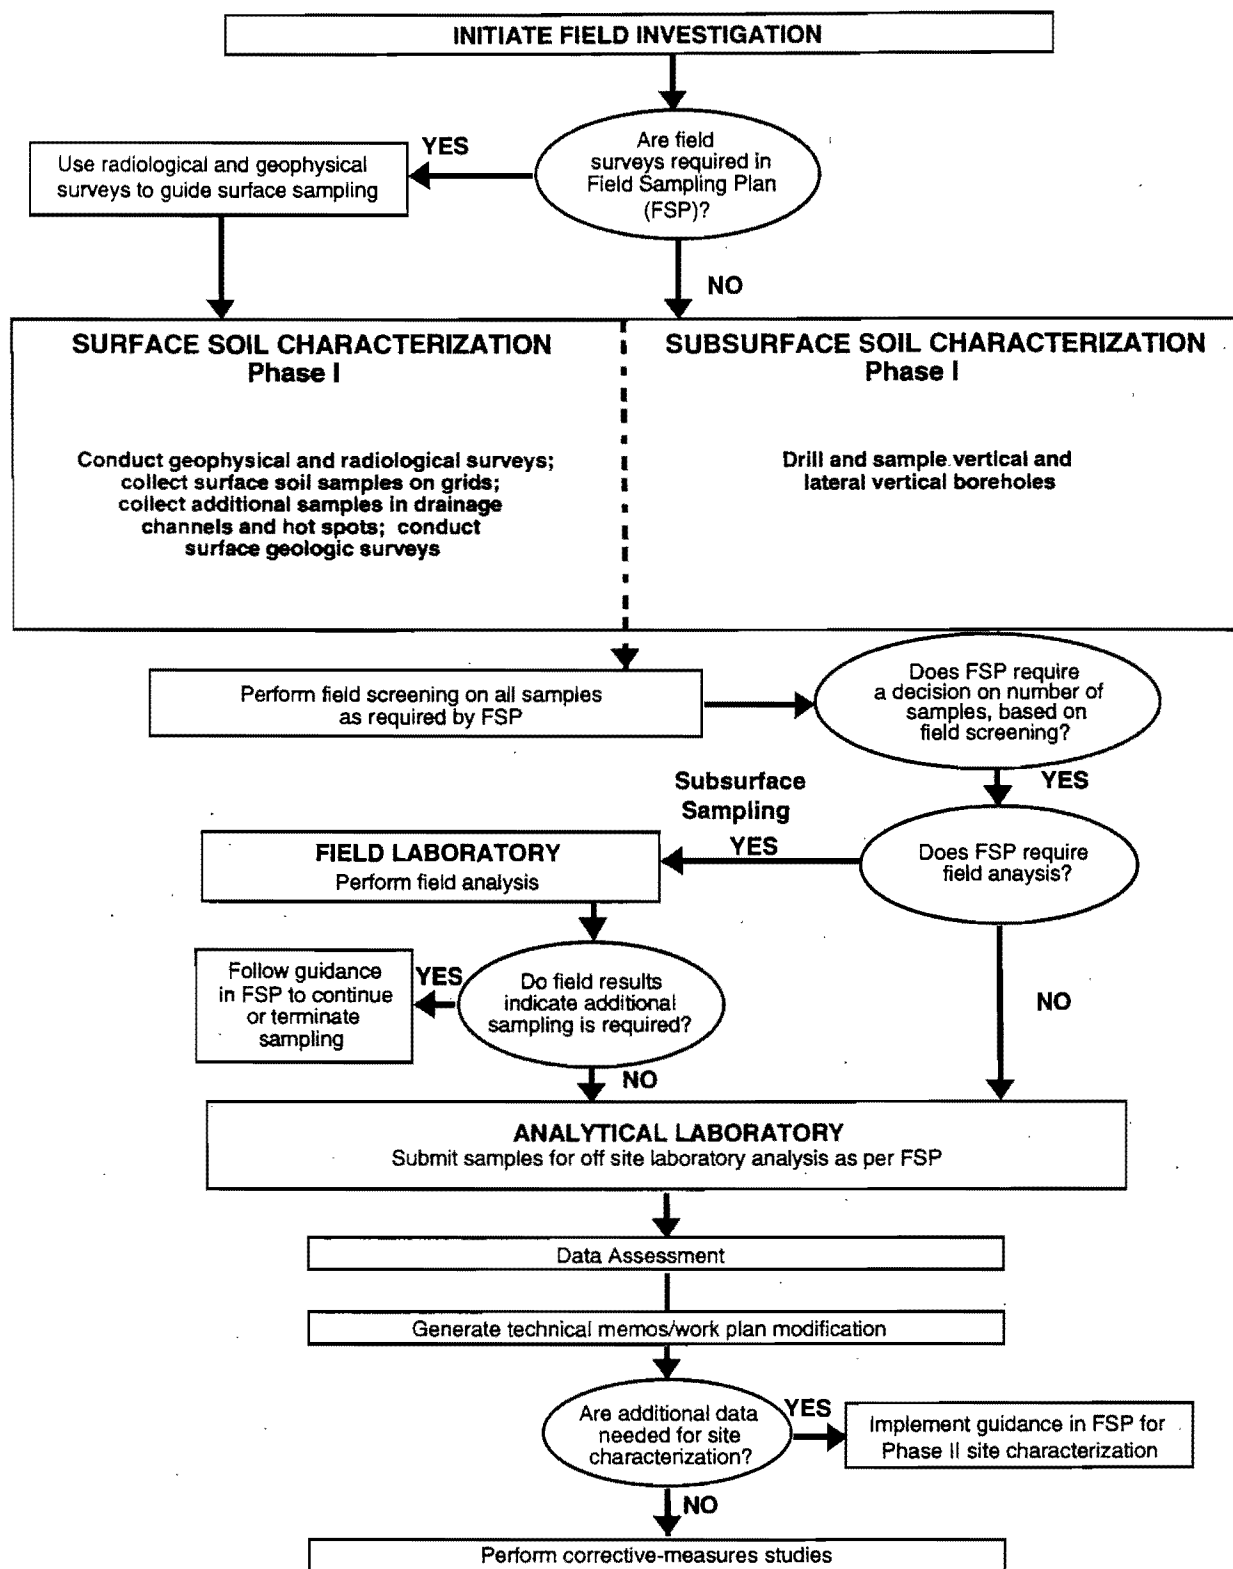 INITIATE FIELD INVESTIGATION
Are field
surveys required in
Field Sampling Plan
(FSP)?
YES
Use radiological and geophysical
surveys to guide surface sampling
NO
SURFACE SOIL CHARACTERIZATION
Phase I
Conduct geophysical and radiological surveys;
collect surface soil samples on grids;
collect additional samples in drainage
channels and hot spots; conduct
surface geologic surveys
SUBSURFACE SOIL CHARACTERIZATION
Phase I
Drill and sample vertical and
lateral vertical boreholes
Perform field screening on all samples
as required by FSP
Does FSP require
a decision on number of
samples, based on
field screening?
YES
Does FSP require
field anaysis?
Subsurface
Sampling
YES
FIELD LABORATORY
Perform field analysis
Do field results
indicate additional
sampling is required?
YES
Follow guidance
in FSP to continue
or terminate
sampling
NO
NO
ANALYTICAL LABORATORY
Submit samples for off site laboratory analysis as per FSP
Data Assessment
Generate technical memos/work plan modification
Are additional data
needed for site
characterization?
YES
Implement guidance in FSP for
Phase II site characterization
NO
Perform corrective-measures studies